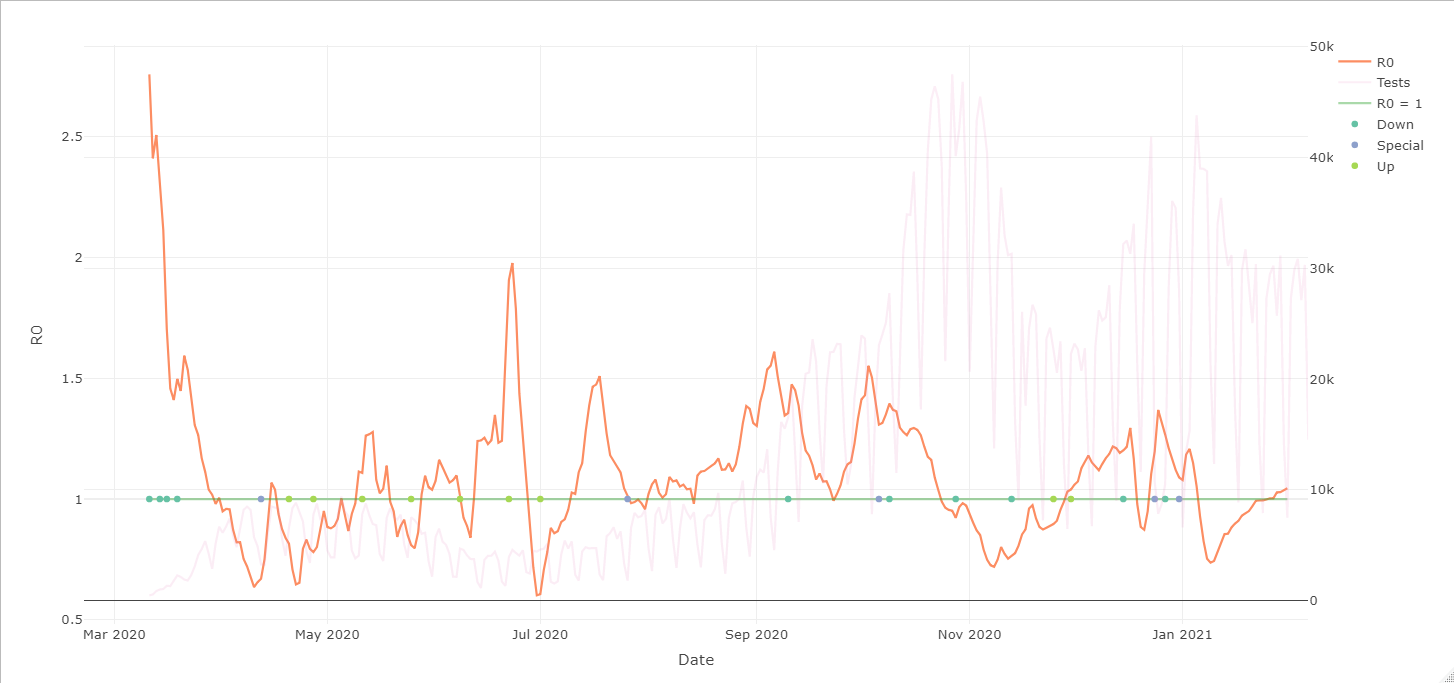 50k
R0
Tests
R0 = 1
Down
Special
Up
2.5
40k
2
30k
R0
1.5
20k
1
10k
0
0.5
Mar 2020
May 2020
Jul 2020
Sep 2020
Nov 2020
Jan 2021
Date